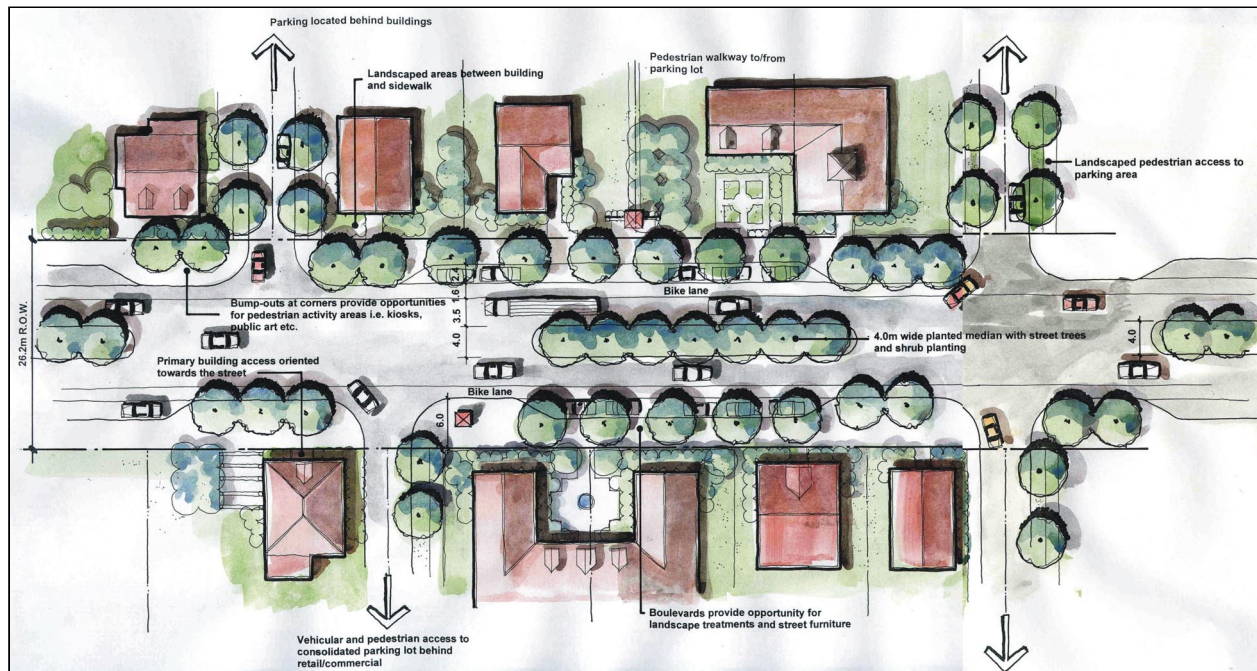 Parking located behind buildings
Landscaped areas between building
and sidewalk
Pedestrian walkway to/from
parking lot
Landscaped pedestrian access to
parking area
Bike lane
2.4
1.6
3.5
4.0
26.2m R.O.W.
Bump-outs at corners provide opportunities
for pedestrian activity areas i.e. kiosks,
public art etc.
4.0m wide planted median with street trees
and shrub planting
4.0
Primary building access oriented
towards the street
Bike lane
6.0
Boulevards provide opportunity for
landscape treatments and street furniture
Vehicular and pedestrian access to
consolidated parking lot behind
retail/commercial